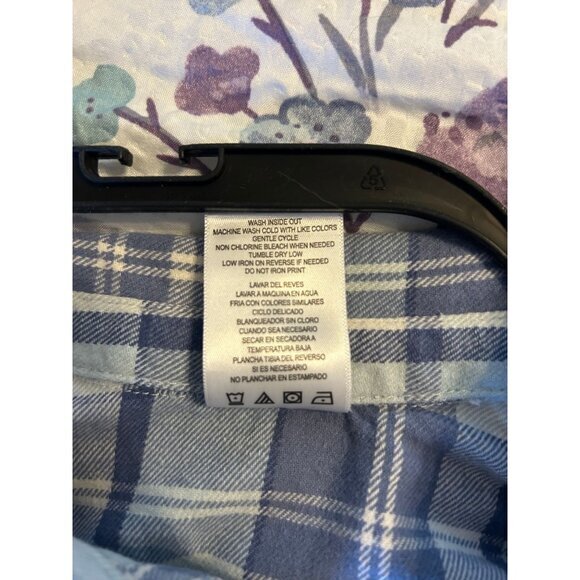 WASH INSIDE OUT
MACHINE WASH COLD WITH LIKE COLORS
GENTLE CYCLE
NON CHLORINE BLEACH WHEN NEEDED
TUMBLE DRY LOW
LOW IRON ON REVERSE IF NEEDED
DO NOT IRON PRINT
LAVAR DEL REVES
LAVAR A MAQUINA EN AGUA
FRIA CON COLORES SIMILARES
CICLO DELICADO
BLANQUEADOR SIN CLORO
CUANDO SEA NECESARIO
SECAR EN SECADORA A
TEMPERATURA BAJA
PLANCHA TIBIA DEL REVERSO
SI ES NECESARIO
NO PLANCHAR EN ESTAMPADO